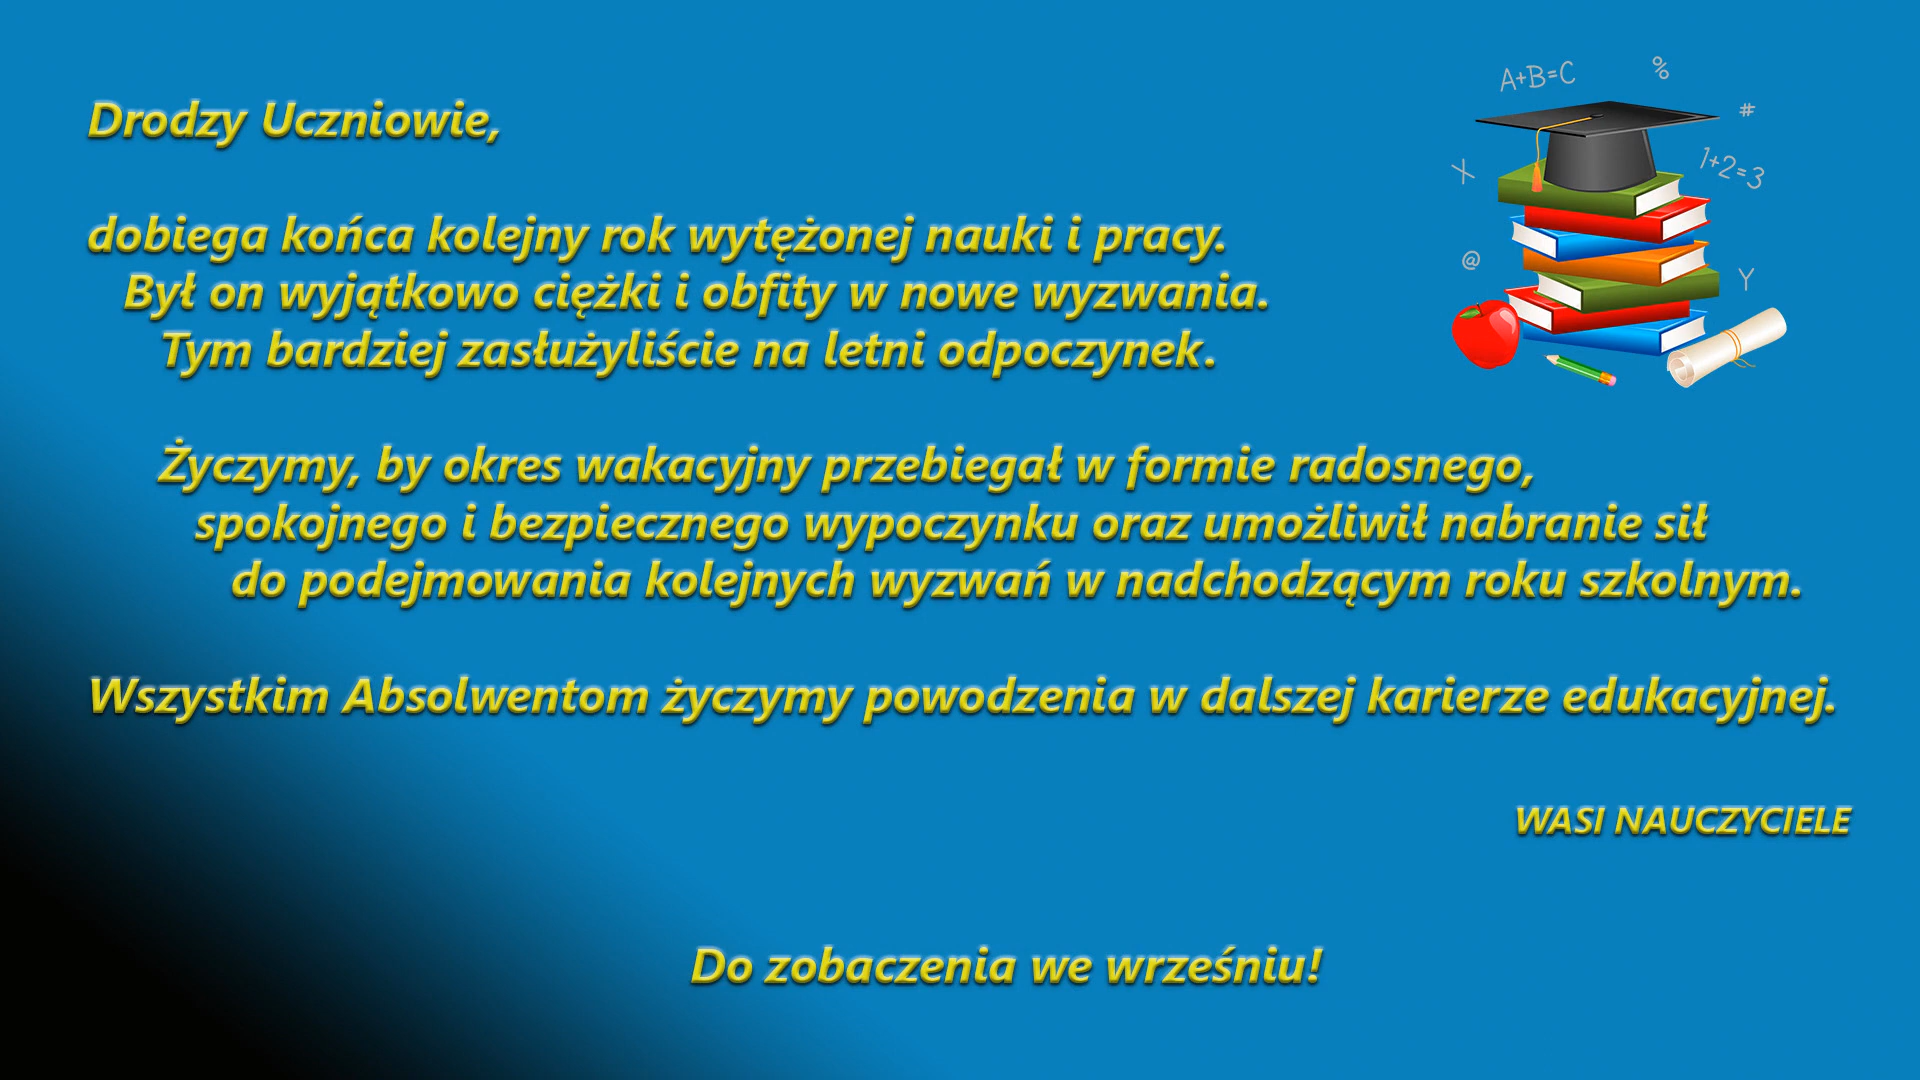 A+B=C
%
#
X
1+2=3
@
Y
Drodzy Uczniowie,
dobiega końca kolejny rok wytężonej nauki i pracy.
Był on wyjątkowo ciężki i obfity w nowe wyzwania.
Tym bardziej zasłużyliście na letni odpoczynek.
Życzymy, by okres wakacyjny przebiegał w formie radosnego,
spokojnego i bezpiecznego wypoczynku oraz umożliwił nabranie sił
do podejmowania kolejnych wyzwań w nadchodzącym roku szkolnym.
Wszystkim Absolwentom życzymy powodzenia w dalszej karierze edukacyjnej.
WASI NAUCZYCIELE
Do zobaczenia we wrześniu!